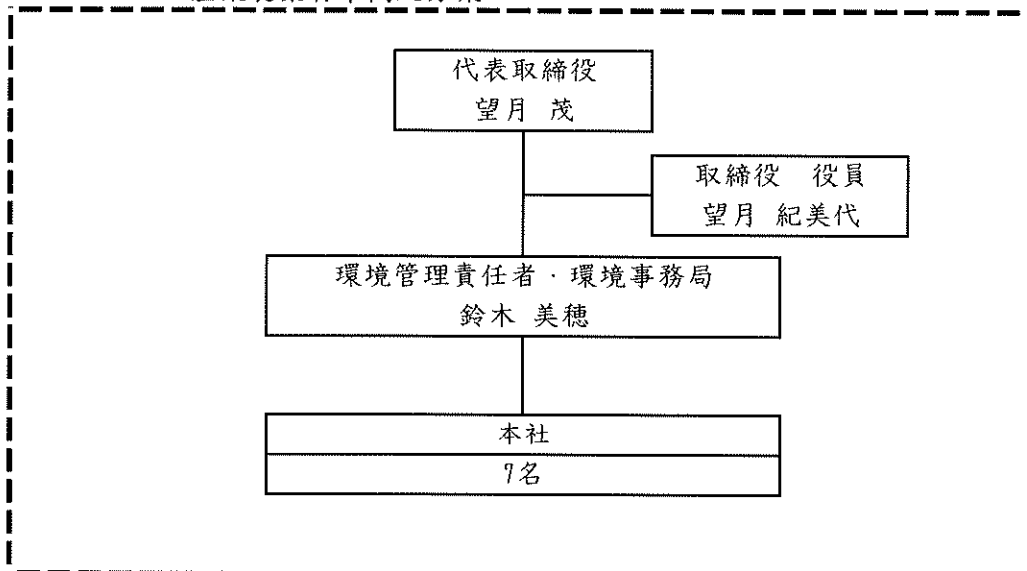 代表取締役
望月 茂
取締役　役員
望月 紀美代
環境管理責任者・環境事務局
鈴木 美穂
本社
7名